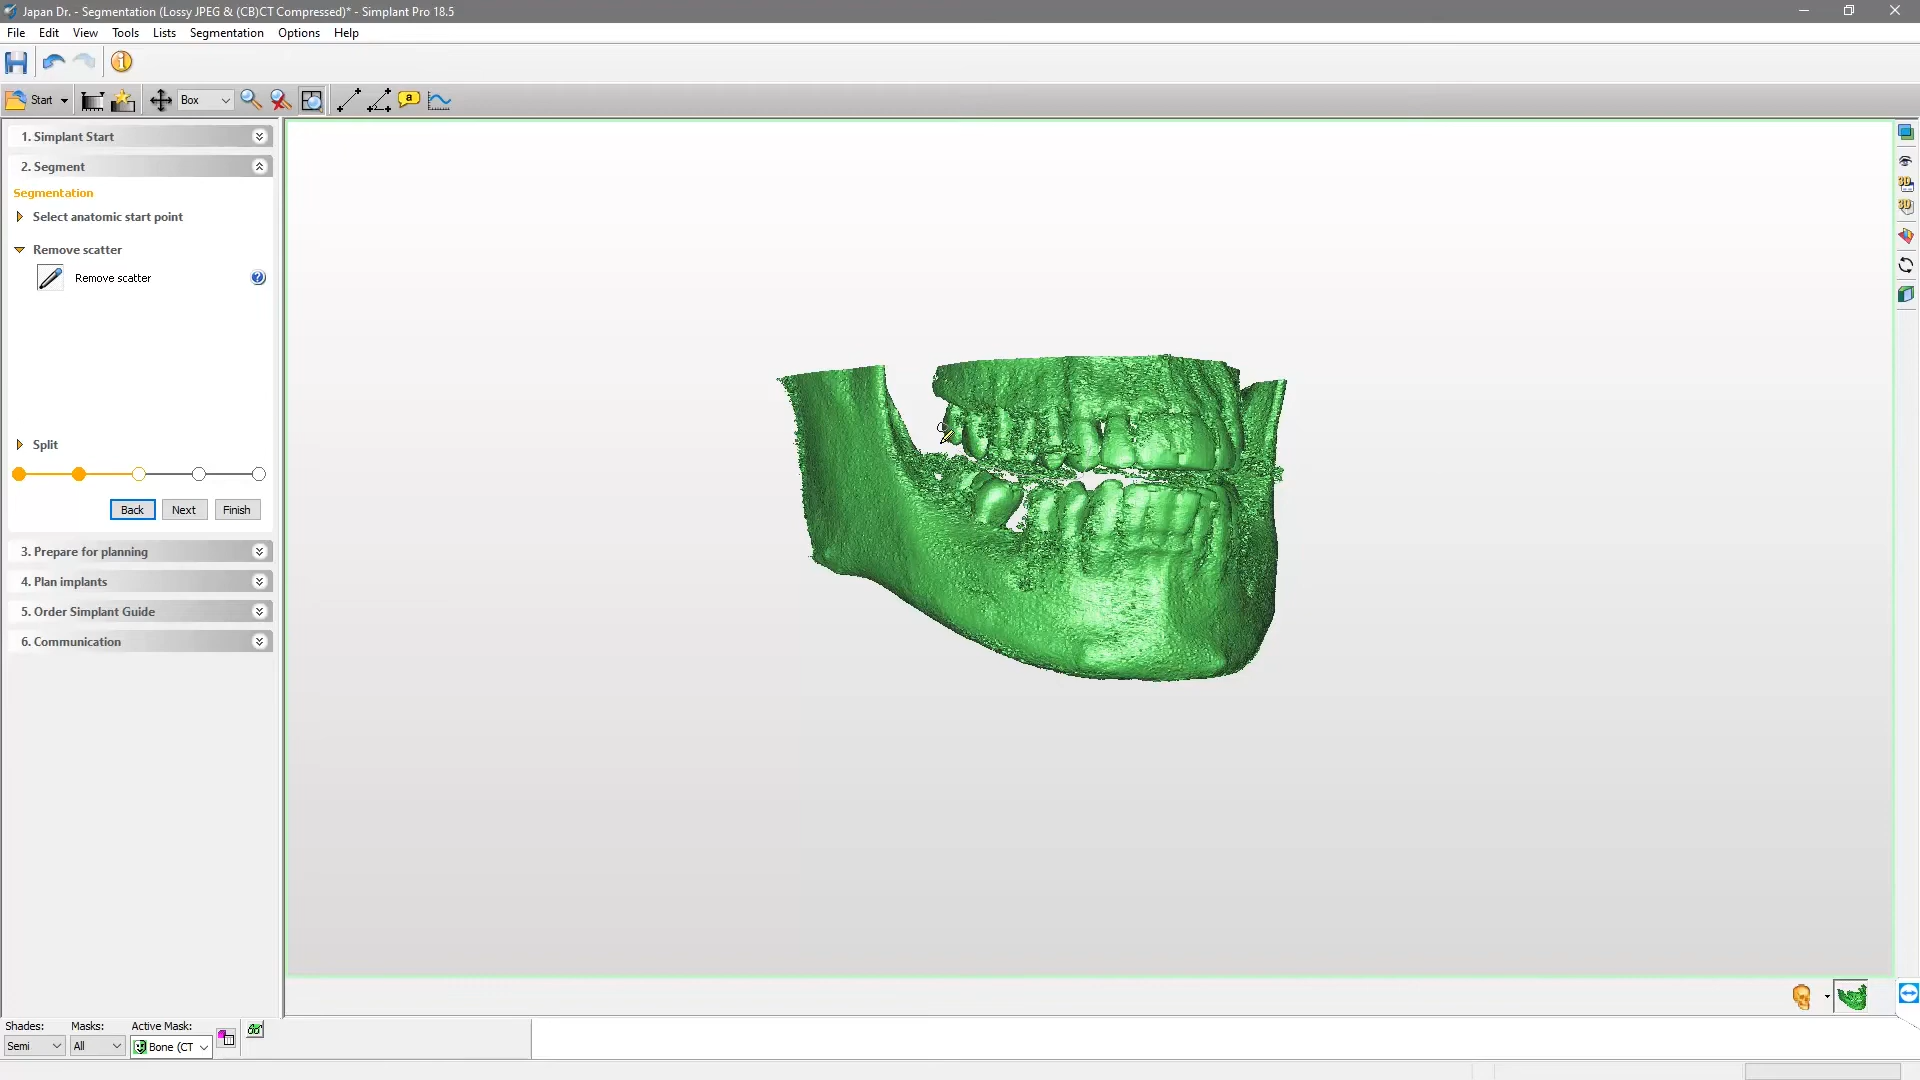 Japan Dr. - Segmentation (Lossy JPEG & (CB)CT Compressed)* - Simplant Pro 18.5
File Edit View Tools Lists Segmentation Options Help
Start Box a
1. Simplant Start
2. Segment
Segmentation
Select anatomic start point
Remove scatter
Remove scatter ?
Split
Back Next Finish
3. Prepare for planning
4. Plan implants
5. Order Simplant Guide
6. Communication
3D
3D
Shades: Masks: Active Mask:
Semi All Bone (CT